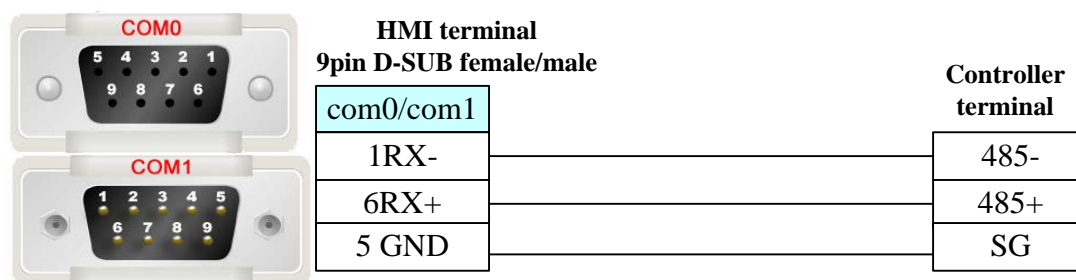 COM0
5 4 3 2 1
9 8 7 6
COM1
1 2 3 4 5
6 7 8 9
HMI terminal
9pin D-SUB female/male
com0/com1
1RX-
6RX+
5 GND
Controller
terminal
485-
485+
SG